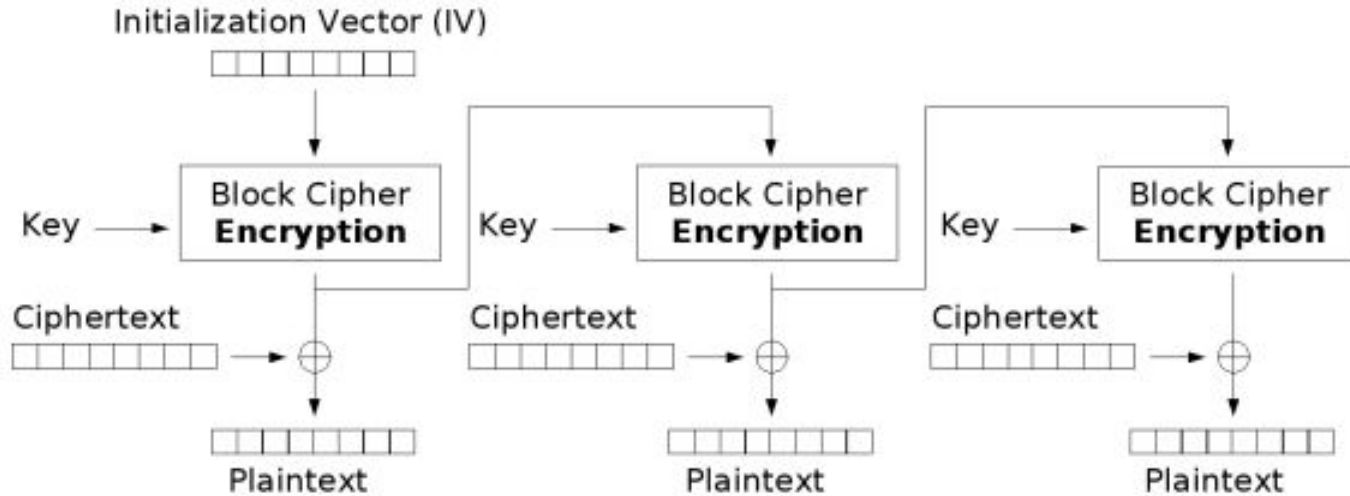 Initialization Vector (IV)
Block Cipher
Encryption
Block Cipher
Encryption
Block Cipher
Encryption
Key
Key
Key
Ciphertext
Ciphertext
Ciphertext
Plaintext
Plaintext
Plaintext